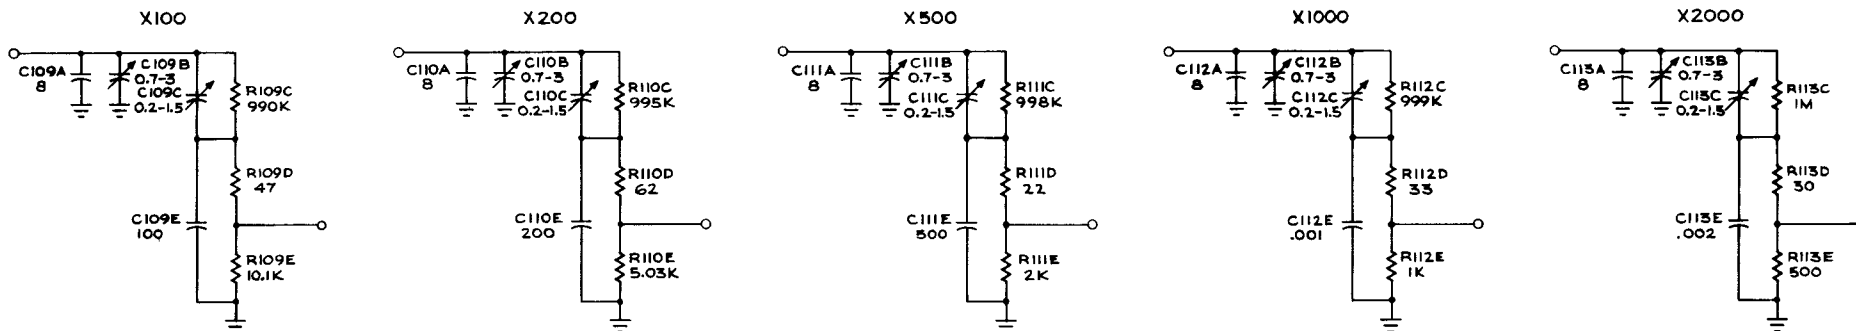 X100
C109A
8
C109B
0.7-3
C109C
0.2-1.5
R109C
990K
R109D
47
C109E
100
R109E
10.1K
X200
C110A
8
C110B
0.7-3
C110C
0.2-1.5
R110C
995K
R110D
62
C110E
200
R110E
5.03K
X500
C111A
8
C111B
0.7-3
C111C
0.2-1.5
R111C
998K
R111D
22
C111E
500
R111E
2K
X1000
C112A
8
C112B
0.7-3
C112C
0.2-1.5
R112C
999K
R112D
33
C112E
.001
R112E
1K
X2000
C113A
8
C113B
0.7-3
C113C
0.2-1.5
R113C
1M
R113D
30
C113E
.002
R113E
500